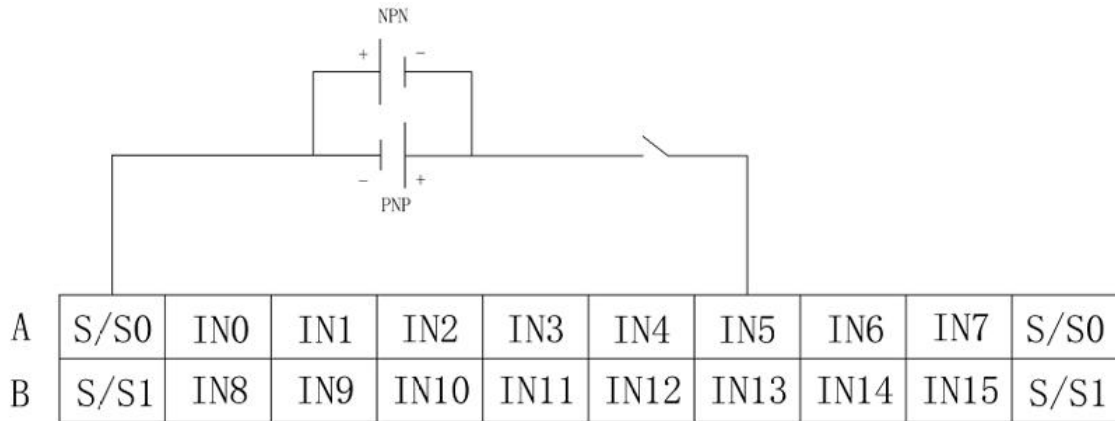 NPN
+ -
- +
PNP
A S/S0 IN0 IN1 IN2 IN3 IN4 IN5 IN6 IN7 S/S0
B S/S1 IN8 IN9 IN10 IN11 IN12 IN13 IN14 IN15 S/S1